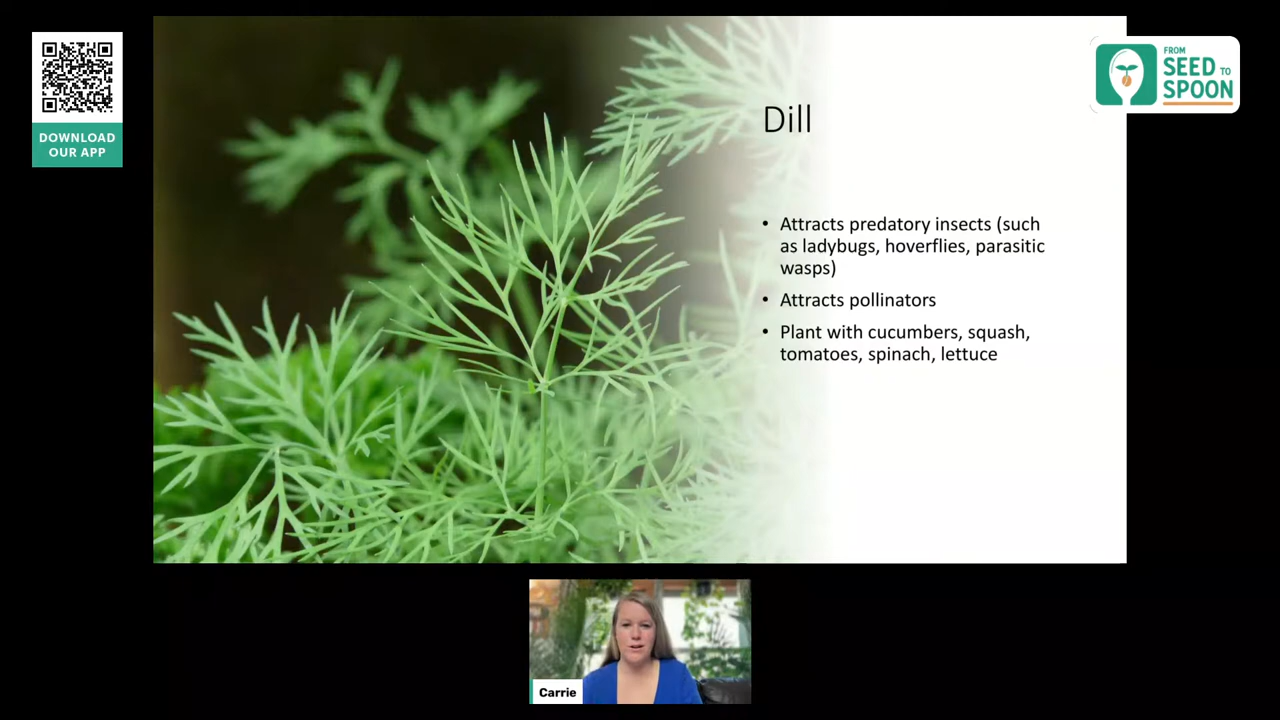 DOWNLOAD
OUR APP
FROM
SEED TO
SPOON
Dill
• Attracts predatory insects (such
as ladybugs, hoverflies, parasitic
wasps)
• Attracts pollinators
• Plant with cucumbers, squash,
tomatoes, spinach, lettuce
Carrie